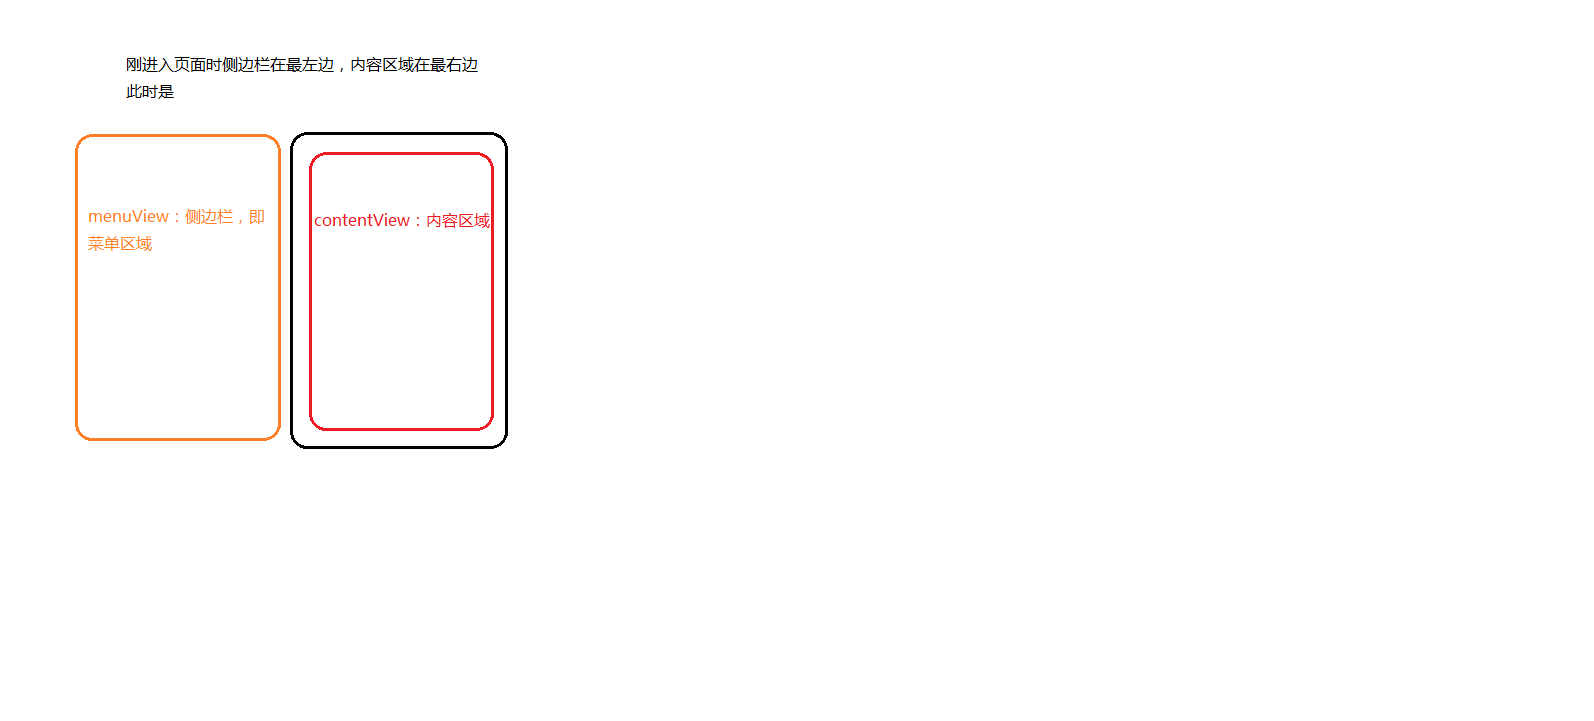 刚进入页面时侧边栏在最左边，内容区域在最右边
此时是
menuView：侧边栏，即
菜单区域
contentView：内容区域